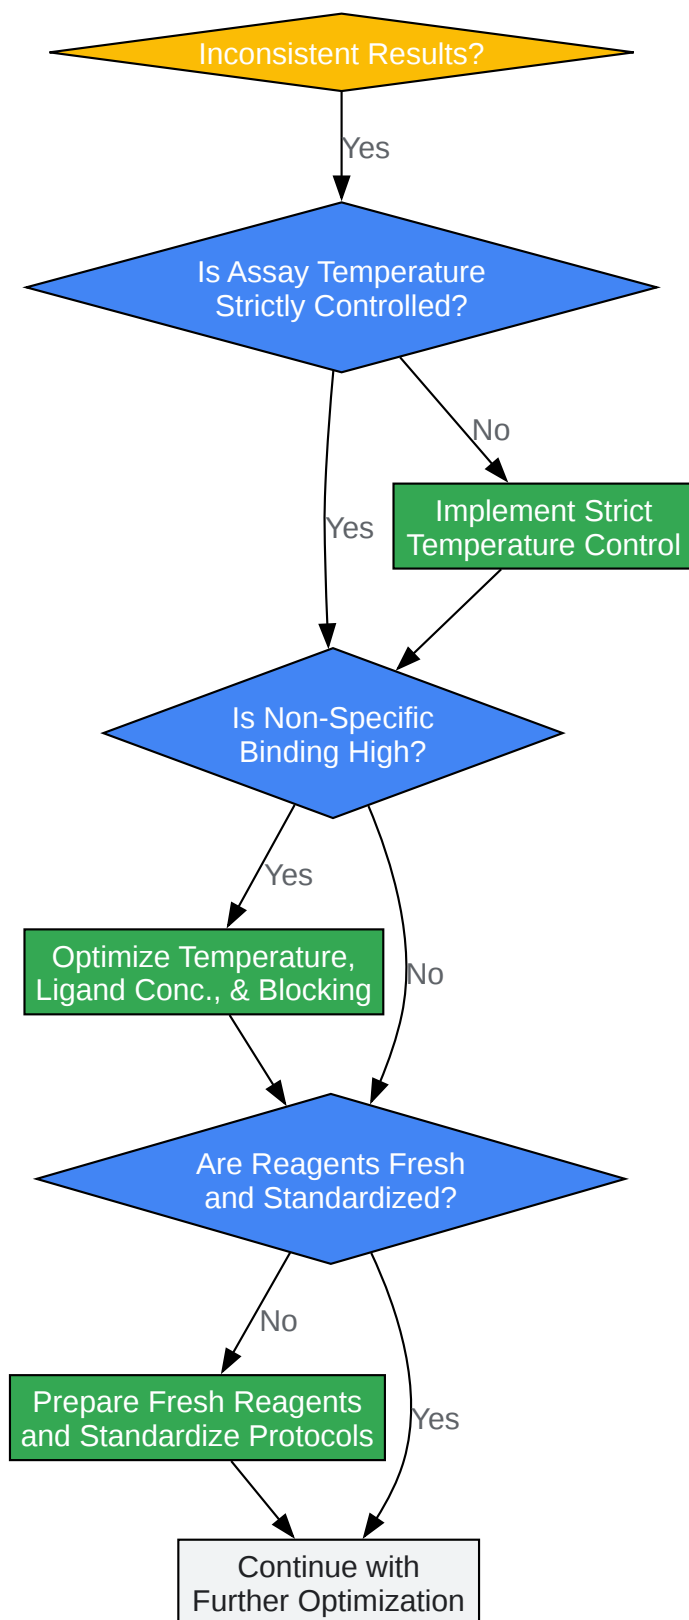 Inconsistent Results?
Yes
Is Assay Temperature
Strictly Controlled?
No
Implement Strict
Temperature Control
Yes
Is Non-Specific
Binding High?
Yes
Optimize Temperature,
Ligand Conc., & Blocking
No
Are Reagents Fresh
and Standardized?
No
Prepare Fresh Reagents
and Standardize Protocols
Yes
Continue with
Further Optimization